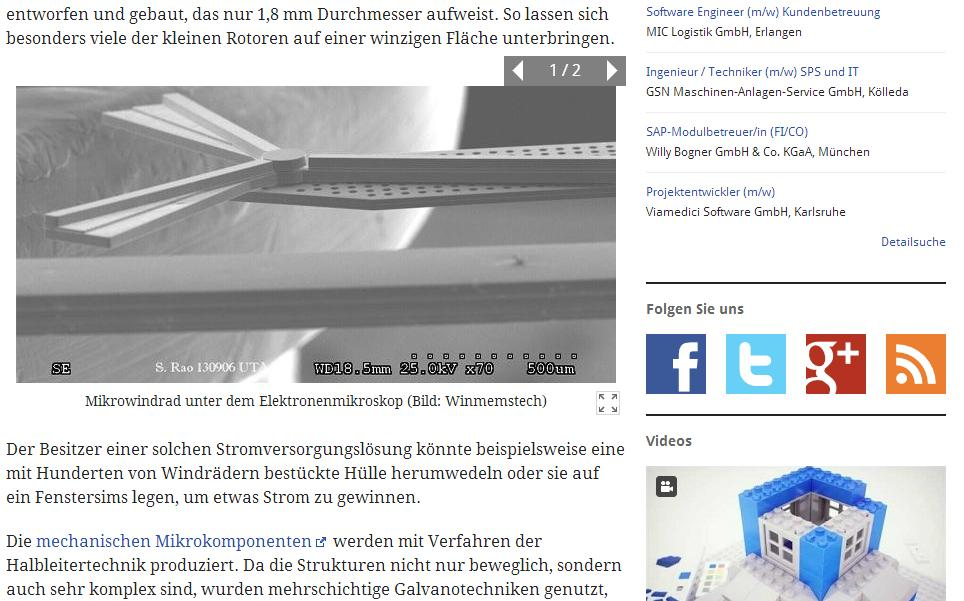 entworfen und gebaut, das nur 1,8 mm Durchmesser aufweist. So lassen sich
besonders viele der kleinen Rotoren auf einer winzigen Fläche unterbringen.
1 / 2
SE
S. Rao 130906 UTA
WD18.5mm 25.0kV x70 500um
Mikrowindrad unter dem Elektronenmikroskop (Bild: Winmemstech)
Der Besitzer einer solchen Stromversorgungslösung könnte beispielsweise eine
mit Hunderten von Windrädern bestückte Hülle herumwedeln oder sie auf
ein Fenstersims legen, um etwas Strom zu gewinnen.
Die mechanischen Mikrokomponenten werden mit Verfahren der
Halbleitertechnik produziert. Da die Strukturen nicht nur beweglich, sondern
auch sehr komplex sind, wurden mehrschichtige Galvanotechniken genutzt,
Software Engineer (m/w) Kundenbetreuung
MIC Logistik GmbH, Erlangen
Ingenieur / Techniker (m/w) SPS und IT
GSN Maschinen-Anlagen-Service GmbH, Kölleda
SAP-Modulbetreuer/in (FI/CO)
Willy Bogner GmbH & Co. KGaA, München
Projektentwickler (m/w)
Viamedici Software GmbH, Karlsruhe
Detailsuche
Folgen Sie uns
f t g+
Videos